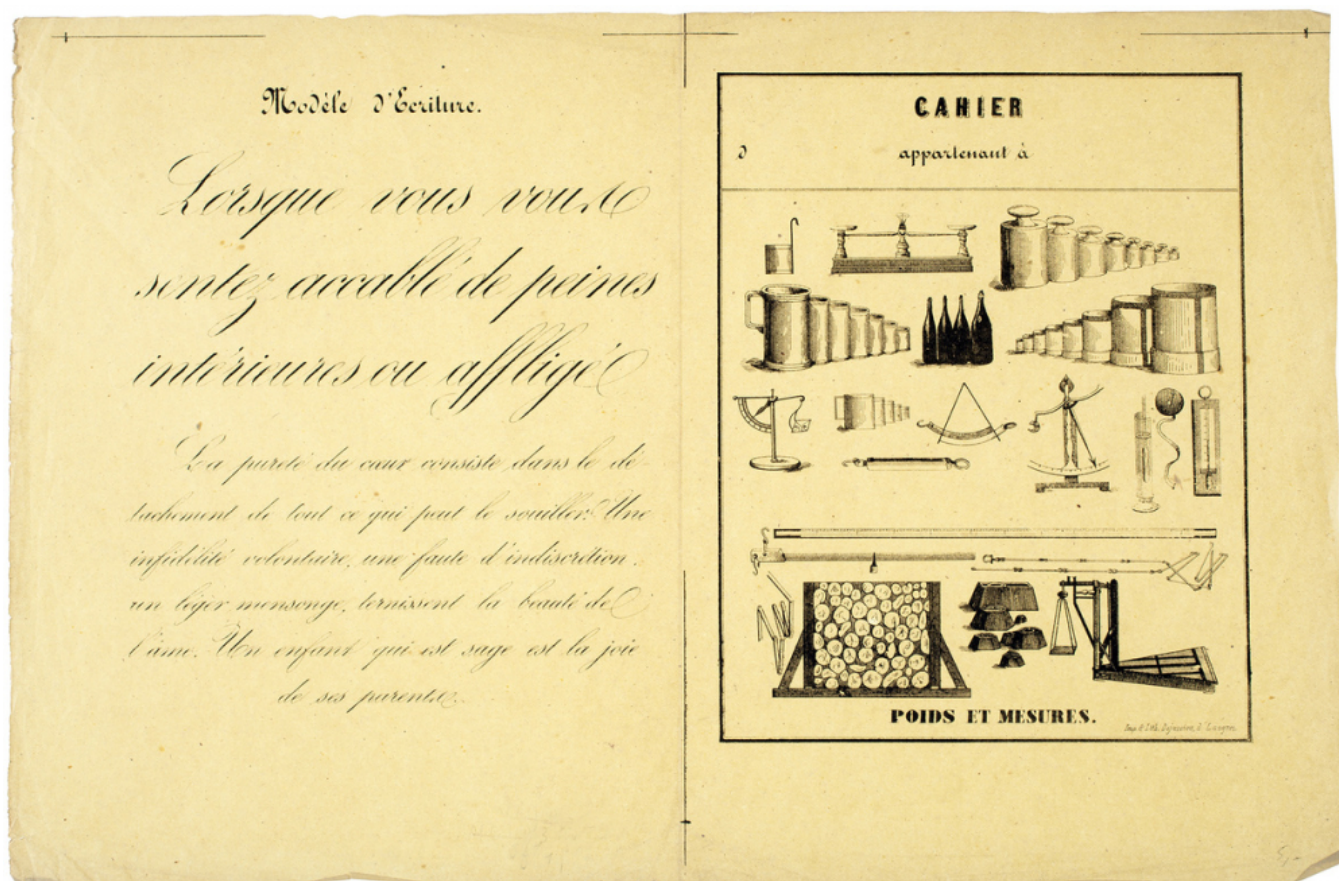 Modèle d'Ecriture.
Lorsque vous vous
sentez accablé de peines
intérieures ou affligé
La pureté du cœur consiste dans le dé-
tachement de tout ce qui peut le souiller. Une
infidélité volontaire, une faute d'indiscrétion,
un léger mensonge, ternissent la beauté de
l'âme. Un enfant qui est sage est la joie
de ses parents.
CAHIER
d appartenant à
POIDS ET MESURES.
Imp. & Lith.